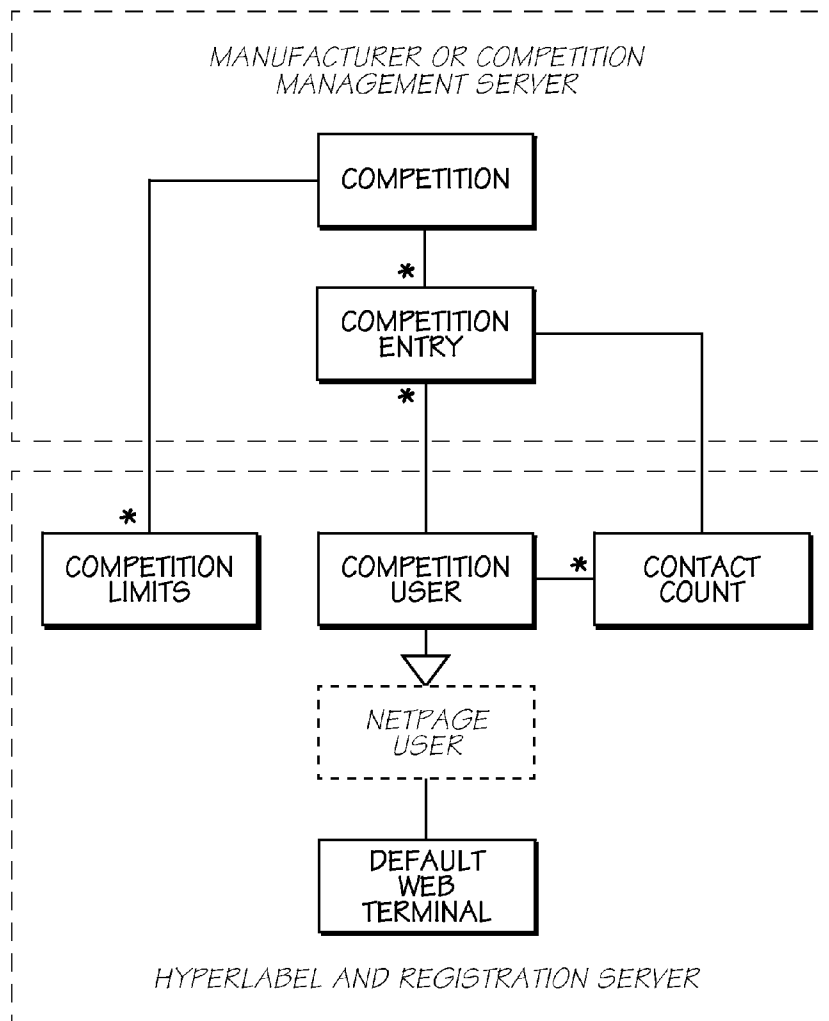 MANUFACTURER OR COMPETITION
MANAGEMENT SERVER
COMPETITION
*
COMPETITION
ENTRY
*
*
COMPETITION
LIMITS
COMPETITION
USER
*
CONTACT
COUNT
NETPAGE
USER
DEFAULT
WEB
TERMINAL
HYPERLABEL AND REGISTRATION SERVER